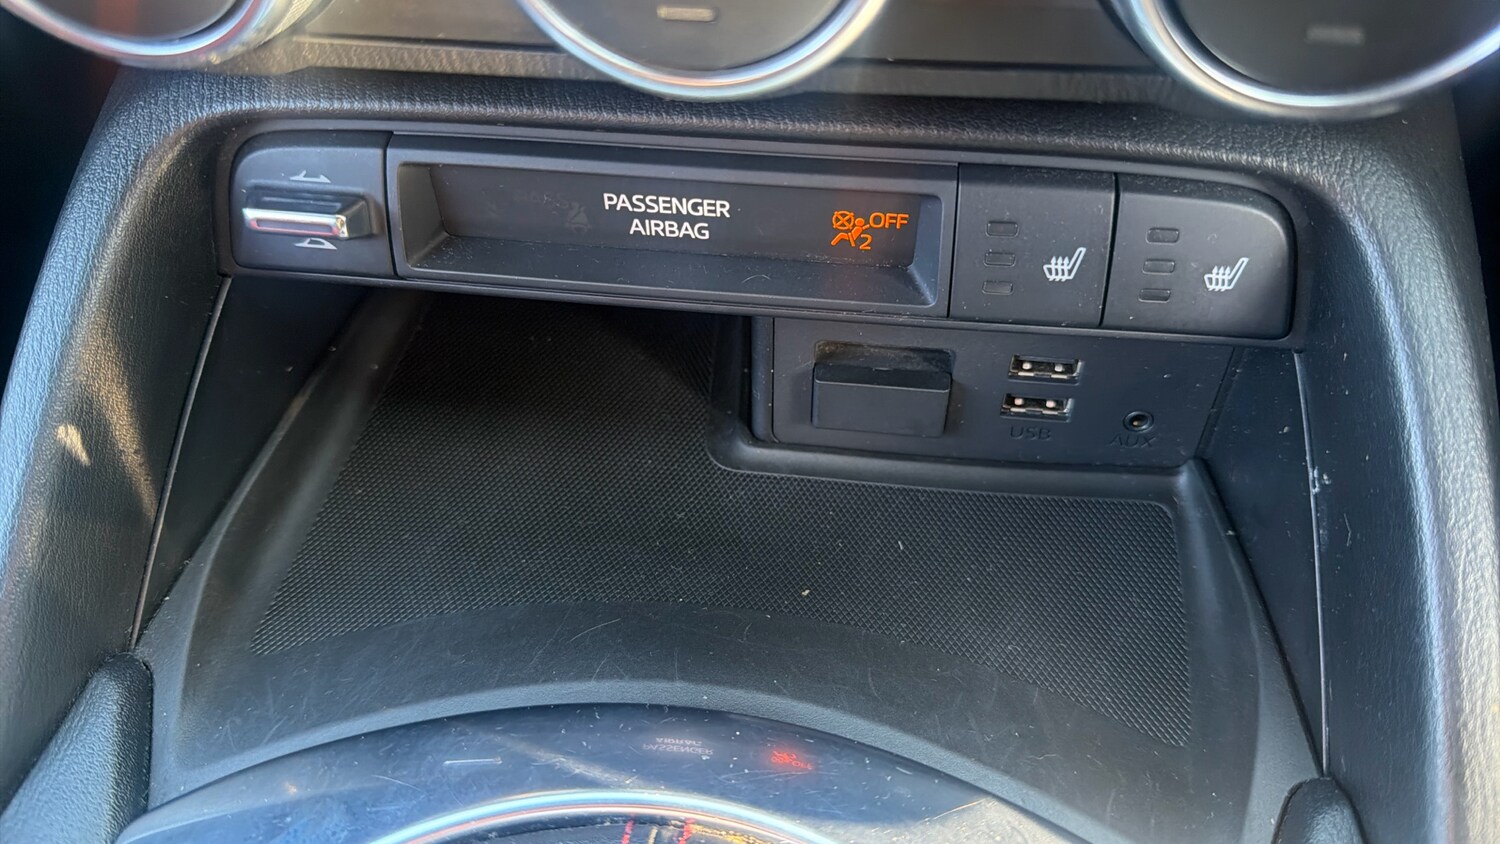 PASSENGER
AIRBAG
OFF
2
USB
AUX